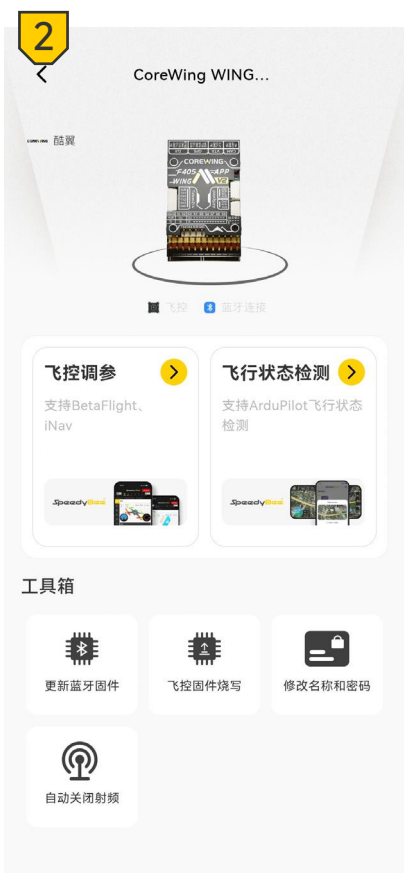 2
CoreWing WING...
酷翼
COREWING
F405 APP
WING V2
飞控 蓝牙连接
飞控调参
支持BetaFlight、
iNav
SpeedyBee
飞行状态检测
支持ArduPilot飞行状态
检测
SpeedyBee
工具箱
更新蓝牙固件
飞控固件烧写
修改名称和密码
自动关闭射频